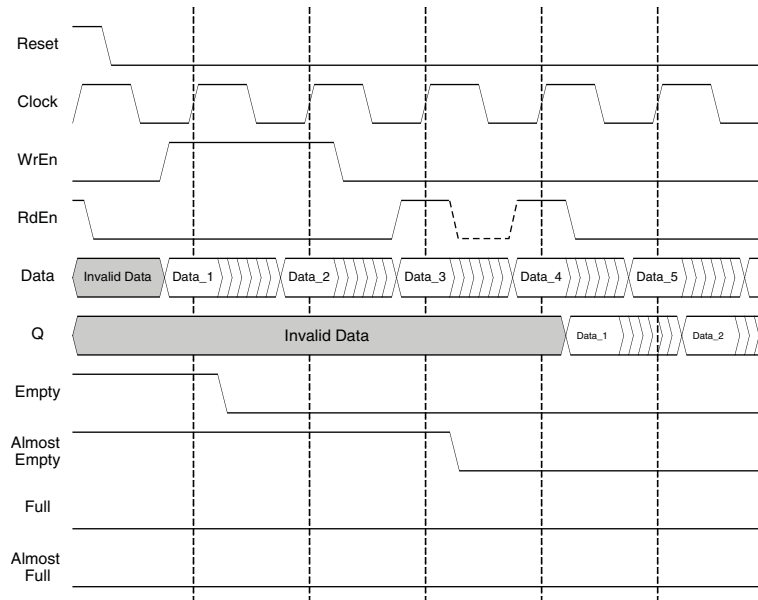 Reset
Clock
WrEn
RdEn
Data
Invalid Data
Data_1
Data_2
Data_3
Data_4
Data_5
Q
Invalid Data
Data_1
Data_2
Empty
Almost
Empty
Full
Almost
Full